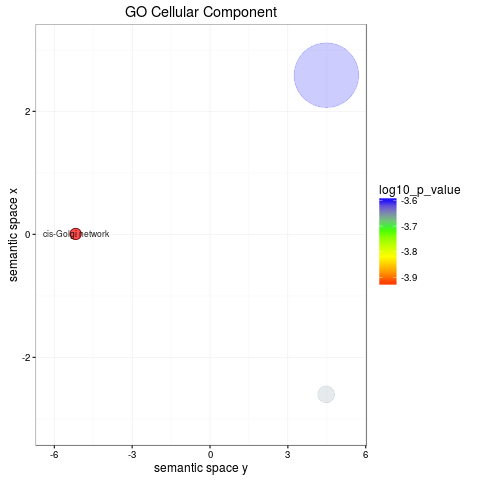 GO Cellular Component
semantic space x
2
0
-2
cis-Golgi network
-6
-3
0
3
6
semantic space y
log10_p_value
-3.6
-3.7
-3.8
-3.9